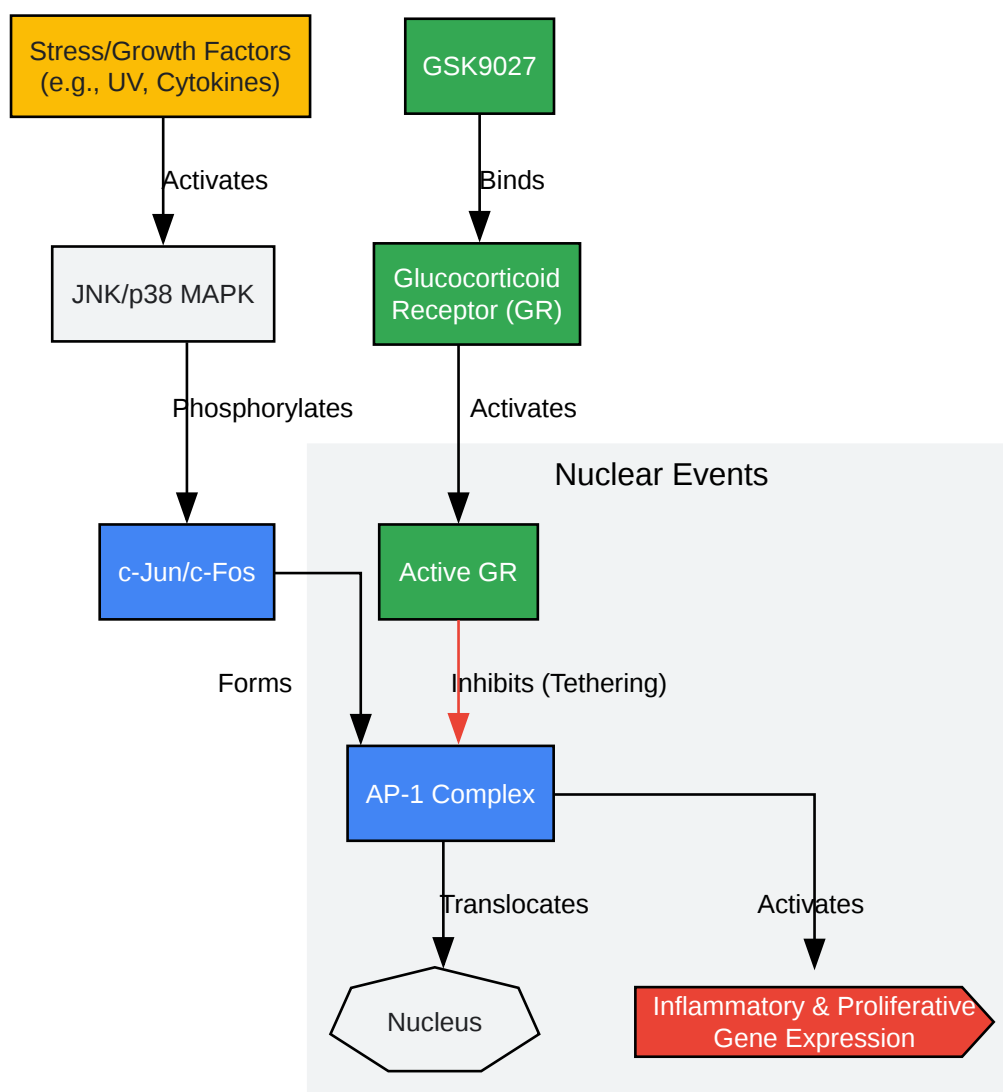 Stress/Growth Factors
(e.g., UV, Cytokines)
GSK9027
Activates
Binds
JNK/p38 MAPK
Glucocorticoid
Receptor (GR)
Phosphorylates
Activates
Nuclear Events
c-Jun/c-Fos
Active GR
Forms
Inhibits (Tethering)
AP-1 Complex
Translocates
Activates
Nucleus
Inflammatory & Proliferative
Gene Expression